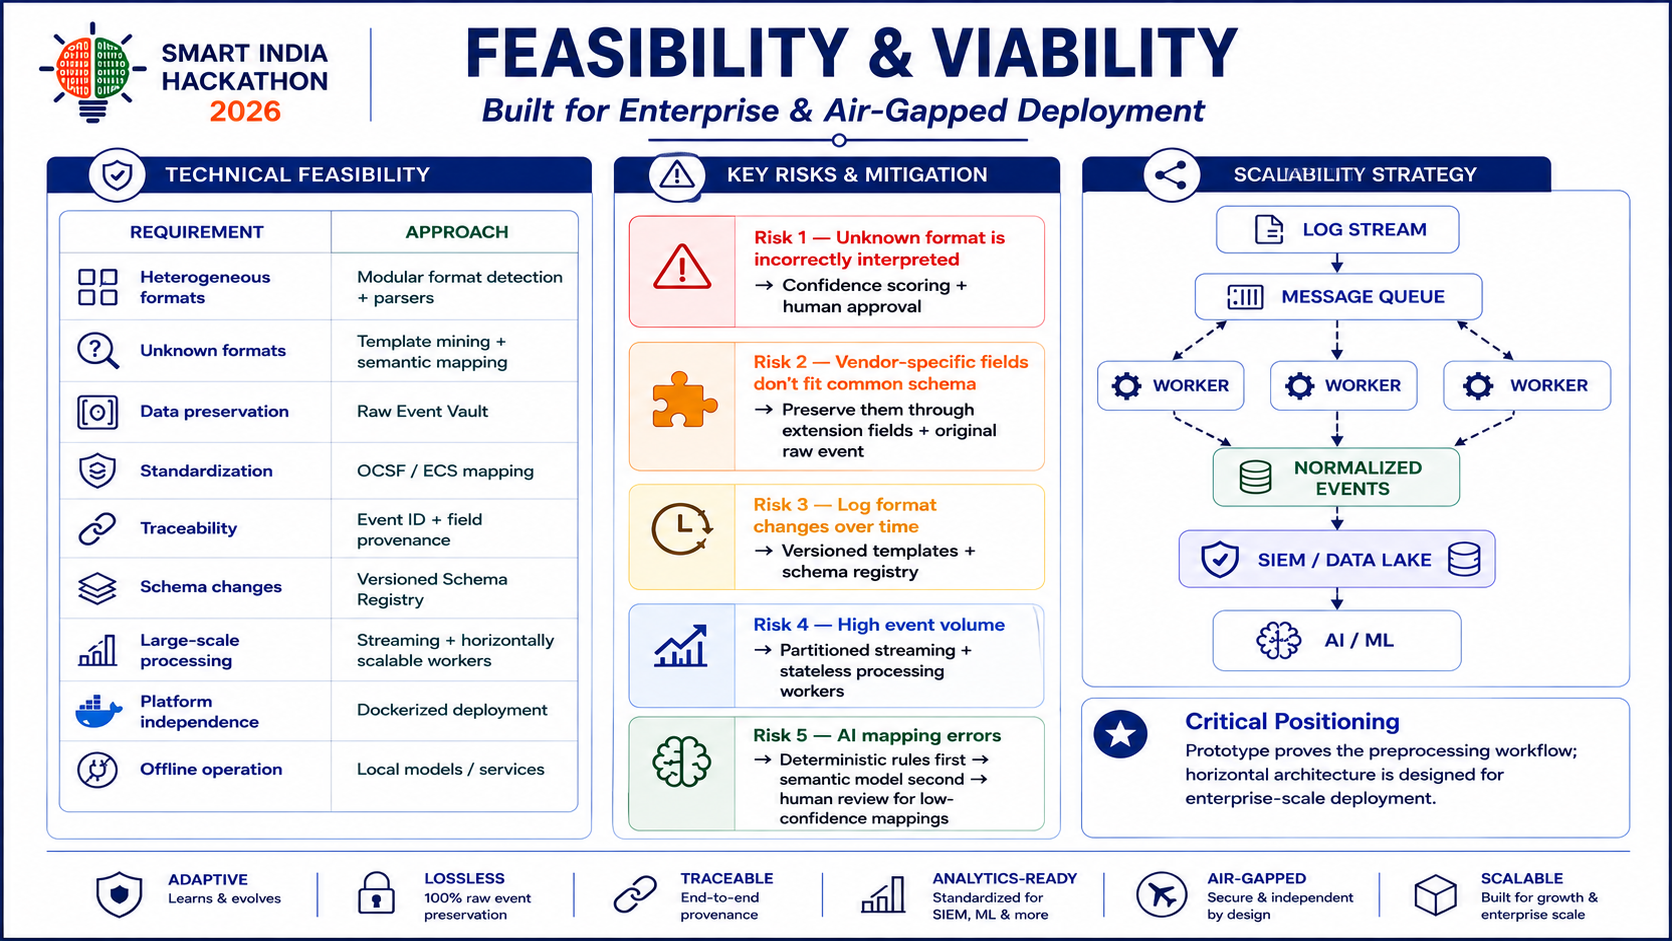 SMART INDIA
HACKATHON
2026
FEASIBILITY & VIABILITY
Built for Enterprise & Air-Gapped Deployment
TECHNICAL FEASIBILITY
REQUIREMENT
APPROACH
Heterogeneous
formats
Modular format detection
+ parsers
Unknown formats
Template mining +
semantic mapping
Data preservation
Raw Event Vault
Standardization
OCSF / ECS mapping
Traceability
Event ID + field
provenance
Schema changes
Versioned Schema
Registry
Large-scale
processing
Streaming + horizontally
scalable workers
Platform
independence
Dockerized deployment
Offline operation
Local models / services
KEY RISKS & MITIGATION
Risk 1 — Unknown format is
incorrectly interpreted
→ Confidence scoring +
human approval
Risk 2 — Vendor-specific fields
don't fit common schema
→ Preserve them through
extension fields + original
raw event
Risk 3 — Log format
changes over time
→ Versioned templates +
schema registry
Risk 4 — High event volume
→ Partitioned streaming +
stateless processing
workers
Risk 5 — AI mapping errors
→ Deterministic rules first →
semantic model second →
human review for low-
confidence mappings
SCALABILITY STRATEGY
LOG STREAM
MESSAGE QUEUE
WORKER
WORKER
WORKER
NORMALIZED
EVENTS
SIEM / DATA LAKE
AI / ML
Critical Positioning
Prototype proves the preprocessing workflow;
horizontal architecture is designed for
enterprise-scale deployment.
ADAPTIVE
Learns & evolves
LOSSLESS
100% raw event
preservation
TRACEABLE
End-to-end
provenance
ANALYTICS-READY
Standardized for
SIEM, ML & more
AIR-GAPPED
Secure & independent
by design
SCALABLE
Built for growth &
enterprise scale